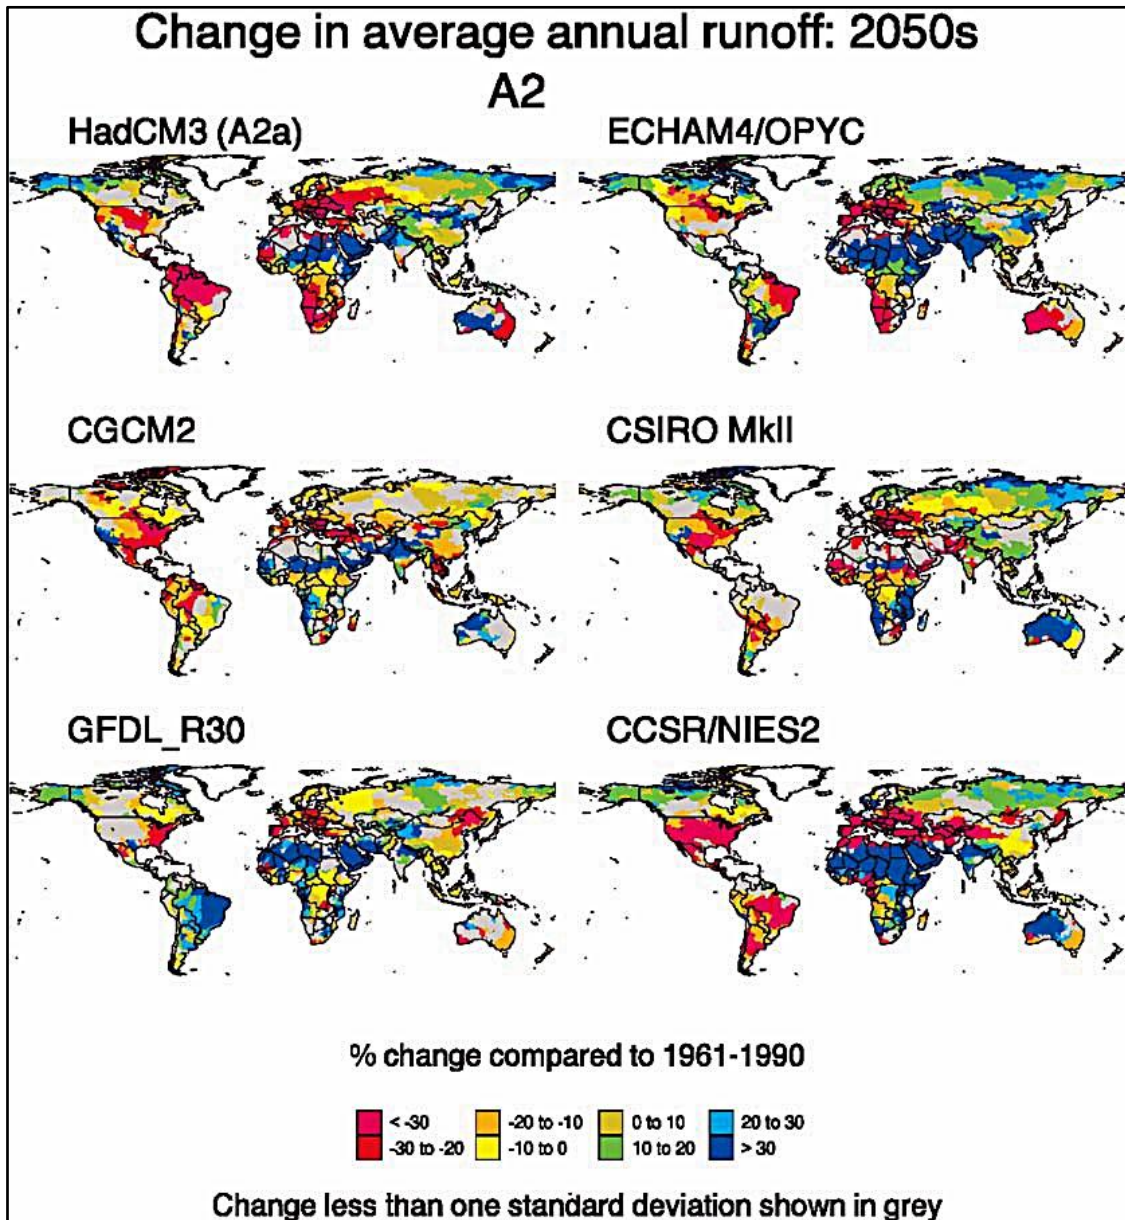 Change in average annual runoff: 2050s
A2
HadCM3 (A2a)
ECHAM4/OPYC
CGCM2
CSIRO MkII
GFDL_R30
CCSR/NIES2
% change compared to 1961-1990
< -30
-20 to -10
0 to 10
20 to 30
-30 to -20
-10 to 0
10 to 20
> 30
Change less than one standard deviation shown in grey